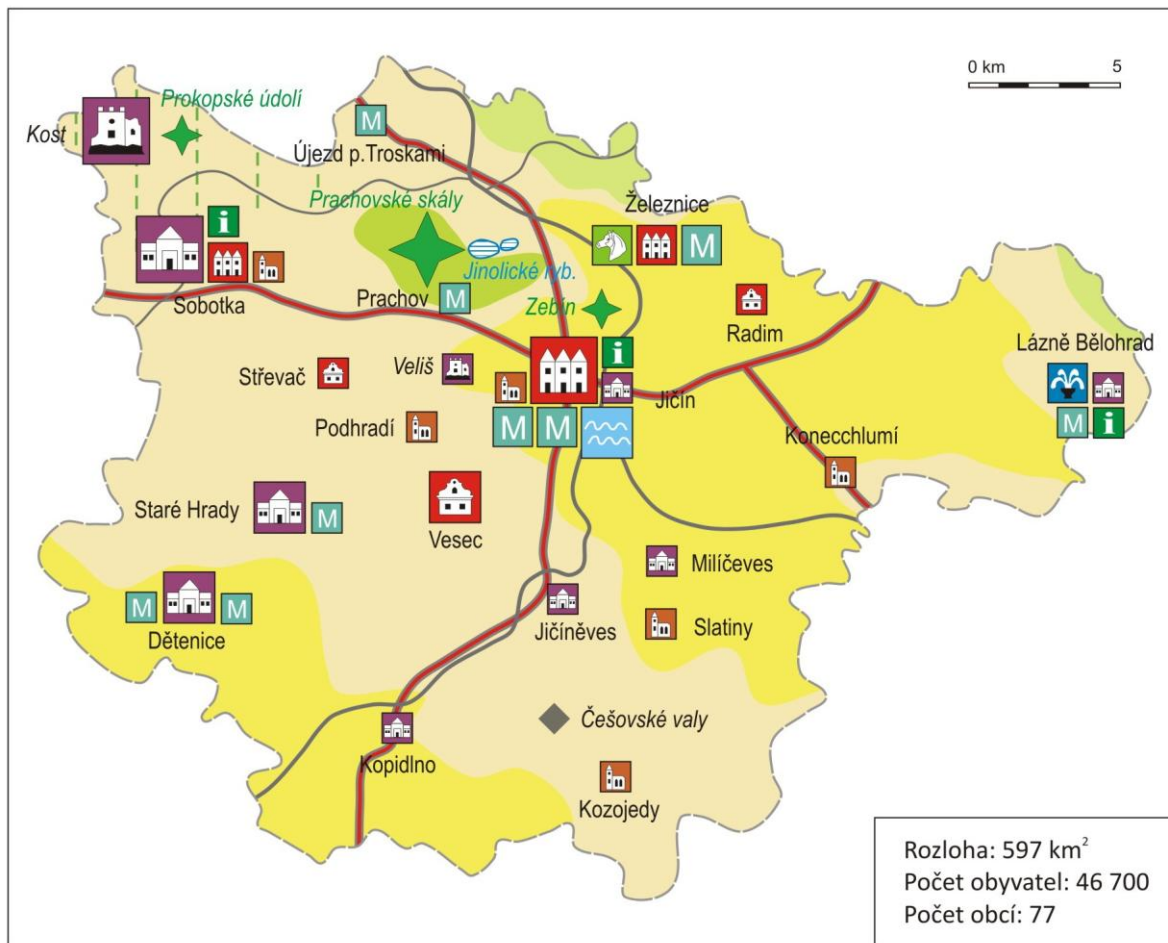 0 km 5
Prokopské údolí
Kost
M
Újezd p.Troskami
Prachovské skály
Železnice
M
i
Jinolické ryb.
Sobotka
Prachov
M
Zebín
Radim
Lázně Bělohrad
Střevač
Veliš
i
Jičín
M
i
Podhradí
M
M
Konecchlumí
Staré Hrady
M
Vesec
Milíčeves
M
M
Dětenice
Jičíněves
Slatiny
Češovské valy
Kopidlno
Kozojedy
Rozloha: 597 km²
Počet obyvatel: 46 700
Počet obcí: 77